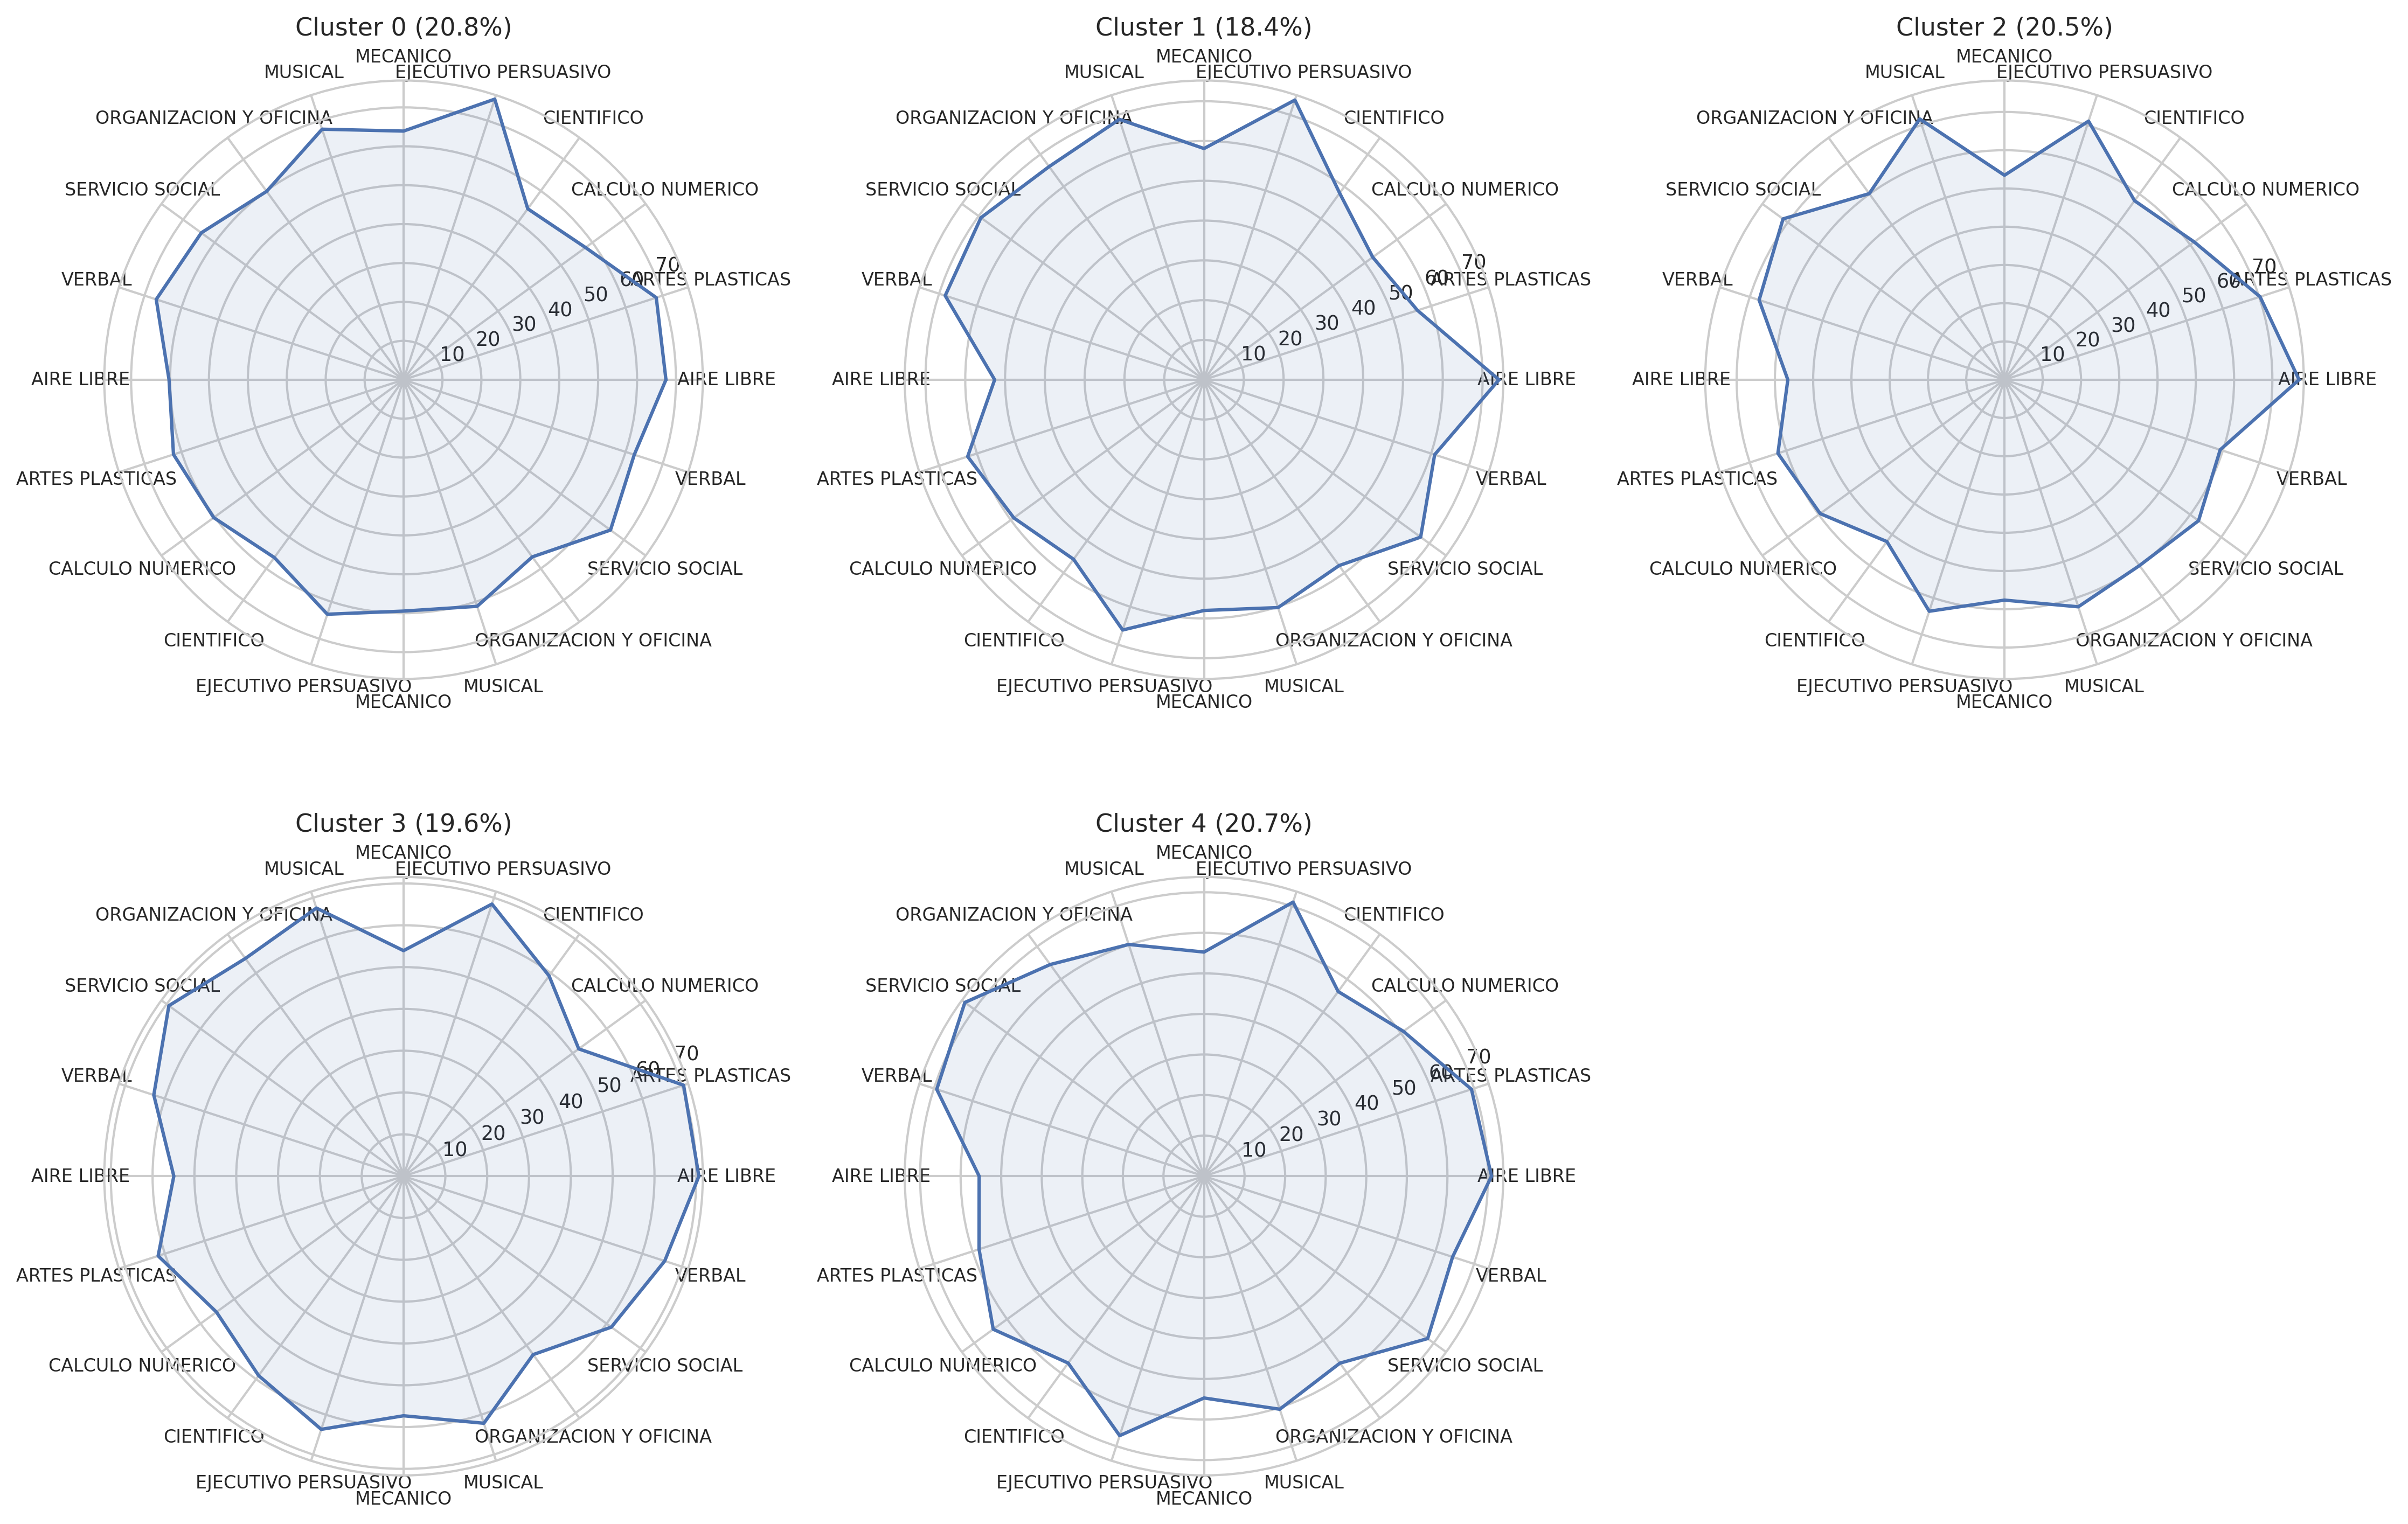 Cluster 0 (20.8%)
MECANICO
MUSICAL
EJECUTIVO PERSUASIVO
ORGANIZACION Y OFICINA
CIENTIFICO
SERVICIO SOCIAL
CALCULO NUMERICO
VERBAL
ARTES PLASTICAS
70
60
50
40
30
20
10
AIRE LIBRE
AIRE LIBRE
ARTES PLASTICAS
VERBAL
CALCULO NUMERICO
SERVICIO SOCIAL
CIENTIFICO
ORGANIZACION Y OFICINA
EJECUTIVO PERSUASIVO
MUSICAL
MECANICO
Cluster 1 (18.4%)
MECANICO
MUSICAL
EJECUTIVO PERSUASIVO
ORGANIZACION Y OFICINA
CIENTIFICO
SERVICIO SOCIAL
CALCULO NUMERICO
VERBAL
ARTES PLASTICAS
70
60
50
40
30
20
10
AIRE LIBRE
AIRE LIBRE
ARTES PLASTICAS
VERBAL
CALCULO NUMERICO
SERVICIO SOCIAL
CIENTIFICO
ORGANIZACION Y OFICINA
EJECUTIVO PERSUASIVO
MUSICAL
MECANICO
Cluster 2 (20.5%)
MECANICO
MUSICAL
EJECUTIVO PERSUASIVO
ORGANIZACION Y OFICINA
CIENTIFICO
SERVICIO SOCIAL
CALCULO NUMERICO
VERBAL
ARTES PLASTICAS
70
60
50
40
30
20
10
AIRE LIBRE
AIRE LIBRE
ARTES PLASTICAS
VERBAL
CALCULO NUMERICO
SERVICIO SOCIAL
CIENTIFICO
ORGANIZACION Y OFICINA
EJECUTIVO PERSUASIVO
MUSICAL
MECANICO
Cluster 3 (19.6%)
MECANICO
MUSICAL
EJECUTIVO PERSUASIVO
ORGANIZACION Y OFICINA
CIENTIFICO
SERVICIO SOCIAL
CALCULO NUMERICO
VERBAL
ARTES PLASTICAS
70
60
50
40
30
20
10
AIRE LIBRE
AIRE LIBRE
ARTES PLASTICAS
VERBAL
CALCULO NUMERICO
SERVICIO SOCIAL
CIENTIFICO
ORGANIZACION Y OFICINA
EJECUTIVO PERSUASIVO
MUSICAL
MECANICO
Cluster 4 (20.7%)
MECANICO
MUSICAL
EJECUTIVO PERSUASIVO
ORGANIZACION Y OFICINA
CIENTIFICO
SERVICIO SOCIAL
CALCULO NUMERICO
VERBAL
ARTES PLASTICAS
70
60
50
40
30
20
10
AIRE LIBRE
AIRE LIBRE
ARTES PLASTICAS
VERBAL
CALCULO NUMERICO
SERVICIO SOCIAL
CIENTIFICO
ORGANIZACION Y OFICINA
EJECUTIVO PERSUASIVO
MUSICAL
MECANICO